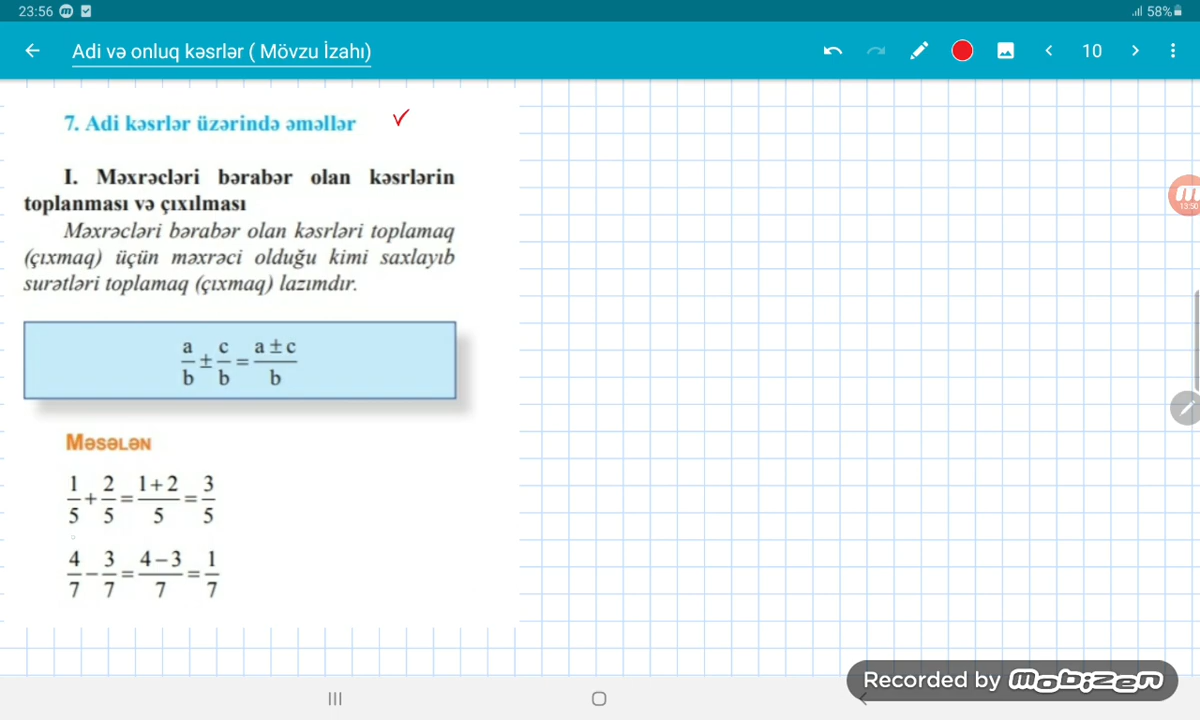 23:56
58%
Adi və onluq kəsrlər ( Mövzu İzahı)
10
7. Adi kəsrlər üzərində əməllər
I. Məxrəcləri bərabər olan kəsrlərin
toplanması və çıxılması
Məxrəcləri bərabər olan kəsrləri toplamaq
(çıxmaq) üçün məxrəci olduğu kimi saxlayıb
surətləri toplamaq (çıxmaq) lazımdır.
a/b ± c/b = a ± c/b
Məsələn
1/5 + 2/5 = 1+2/5 = 3/5
4/7 − 3/7 = 4−3/7 = 1/7
13:50
Recorded by mobizen